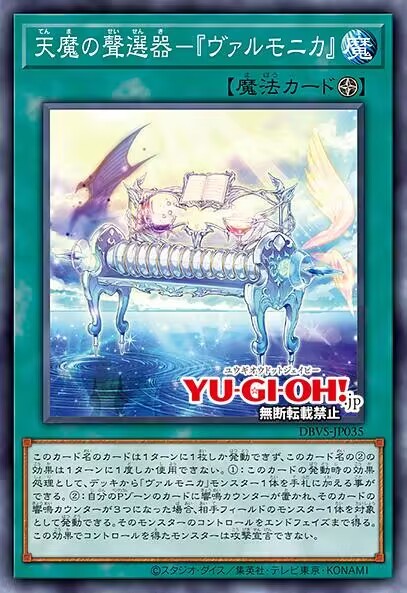 天魔の聲選器－『ヴァルモニカ』
魔
【魔法カード】
ユウギオウドットジェイピー
YU-GI-OH!.jp
無断転載禁止
DBVS-JP035
このカード名のカードは１ターンに１枚しか発動できず、このカード名の②の
効果は１ターンに１度しか使用できない。①：このカードの発動時の効果
処理として、デッキから「ヴァルモニカ」モンスター１体を手札に加える事が
できる。②：自分のPゾーンのカードに響鳴カウンターが置かれ、そのカードの
響鳴カウンターが３つになった場合、相手フィールドのモンスター１体を対象
として発動できる。そのモンスターのコントロールをエンドフェイズまで得る。
この効果でコントロールを得たモンスターは攻撃宣言できない。
©スタジオ・ダイス／集英社・テレビ東京・KONAMI